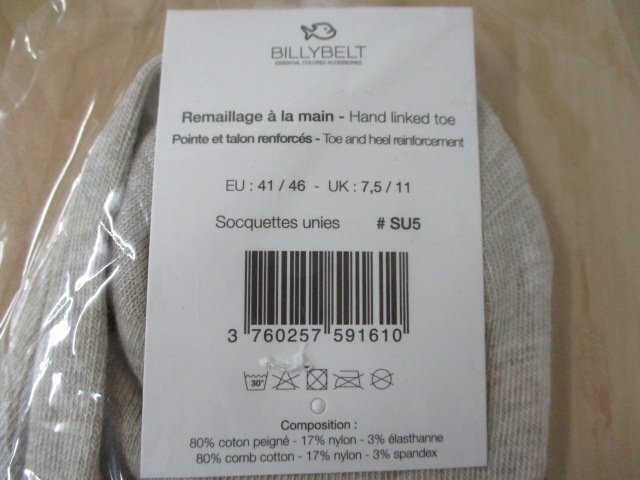 BILLYBELT
ESSENTIAL COLORED ACCESSORIES
Remaillage à la main - Hand linked toe
Pointe et talon renforcés - Toe and heel reinforcement
EU : 41 / 46 - UK : 7,5 / 11
Socquettes unies # SU5
3 760257 591610
30°
Composition :
80% coton peigné - 17% nylon - 3% élasthanne
80% comb cotton - 17% nylon - 3% spandex